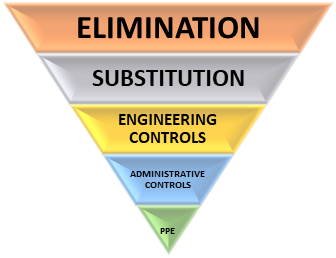 ELIMINATION
SUBSTITUTION
ENGINEERING
CONTROLS
ADMINISTRATIVE
CONTROLS
PPE